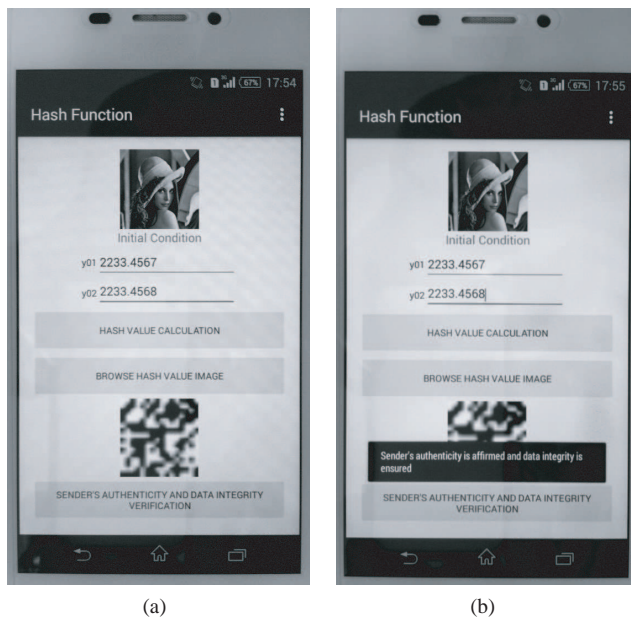 67% 17:54
Hash Function
Initial Condition
y01 2233.4567
y02 2233.4568
HASH VALUE CALCULATION
BROWSE HASH VALUE IMAGE
SENDER'S AUTHENTICITY AND DATA INTEGRITY
VERIFICATION
(a)
67% 17:55
Hash Function
Initial Condition
y01 2233.4567
y02 2233.4568
HASH VALUE CALCULATION
BROWSE HASH VALUE IMAGE
Sender's authenticity is affirmed and data integrity is
ensured
SENDER'S AUTHENTICITY AND DATA INTEGRITY
VERIFICATION
(b)